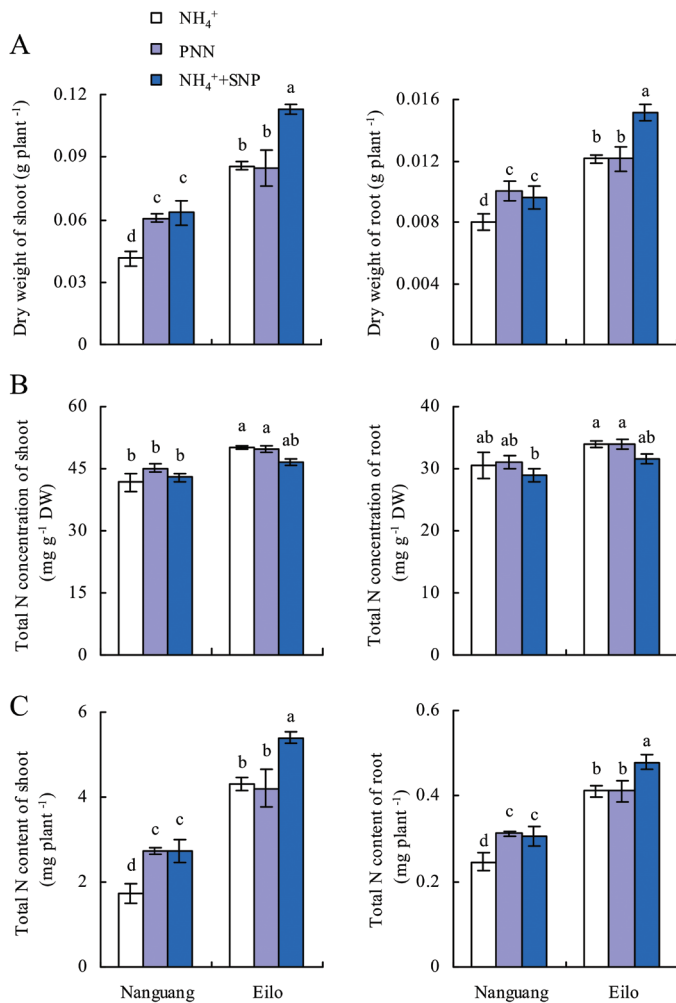 NH₄⁺
PNN
NH₄⁺+SNP
A
Dry weight of shoot (g plant ⁻¹)
0.12
0.09
0.06
0.03
0
d
c
c
b
b
a
Dry weight of root (g plant ⁻¹)
0.016
0.012
0.008
0.004
0
d
c
c
b
b
a
B
Total N concentration of shoot
(mg g⁻¹ DW)
60
45
30
15
0
b
b
b
a
a
ab
Total N concentration of root
(mg g⁻¹ DW)
40
30
20
10
0
ab
ab
b
a
a
ab
C
Total N content of shoot
(mg plant ⁻¹)
6
4
2
0
d
c
c
b
b
a
Nanguang
Eilo
Total N content of root
(mg plant ⁻¹)
0.6
0.4
0.2
0
d
c
c
b
b
a
Nanguang
Eilo